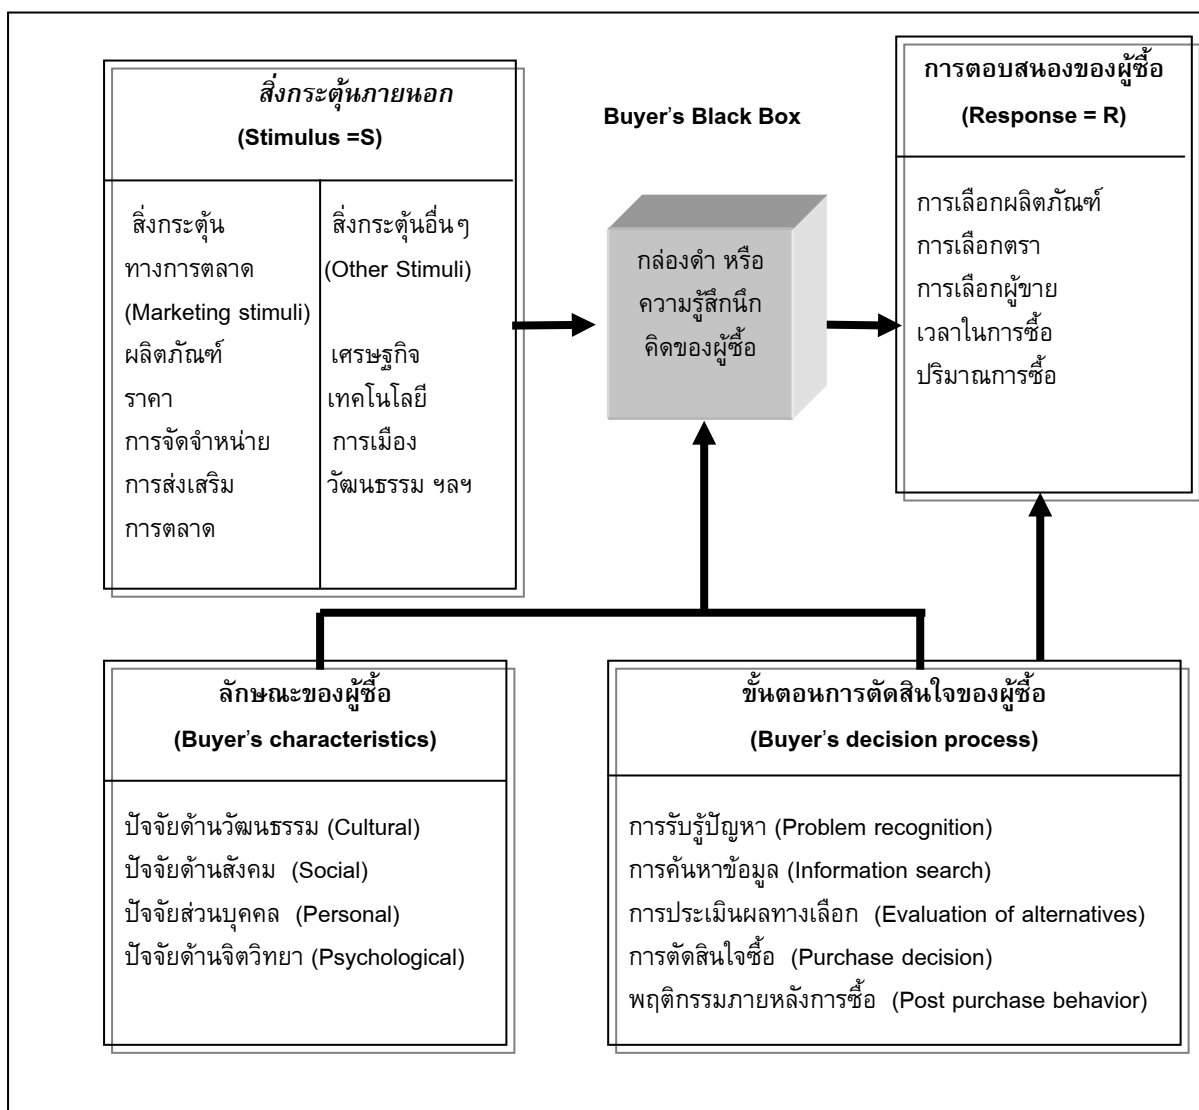 สิ่งกระตุ้นภายนอก
(Stimulus =S)
สิ่งกระตุ้น
ทางการตลาด
(Marketing stimuli)
ผลิตภัณฑ์
ราคา
การจัดจำหน่าย
การส่งเสริม
การตลาด
สิ่งกระตุ้นอื่นๆ
(Other Stimuli)
เศรษฐกิจ
เทคโนโลยี
การเมือง
วัฒนธรรม ฯลฯ
Buyer's Black Box
กล่องดำ หรือ
ความรู้สึกนึก
คิดของผู้ซื้อ
การตอบสนองของผู้ซื้อ
(Response = R)
การเลือกผลิตภัณฑ์
การเลือกตรา
การเลือกผู้ขาย
เวลาในการซื้อ
ปริมาณการซื้อ
ลักษณะของผู้ซื้อ
(Buyer's characteristics)
ปัจจัยด้านวัฒนธรรม (Cultural)
ปัจจัยด้านสังคม (Social)
ปัจจัยส่วนบุคคล (Personal)
ปัจจัยด้านจิตวิทยา (Psychological)
ขั้นตอนการตัดสินใจของผู้ซื้อ
(Buyer's decision process)
การรับรู้ปัญหา (Problem recognition)
การค้นหาข้อมูล (Information search)
การประเมินผลทางเลือก (Evaluation of alternatives)
การตัดสินใจซื้อ (Purchase decision)
พฤติกรรมภายหลังการซื้อ (Post purchase behavior)